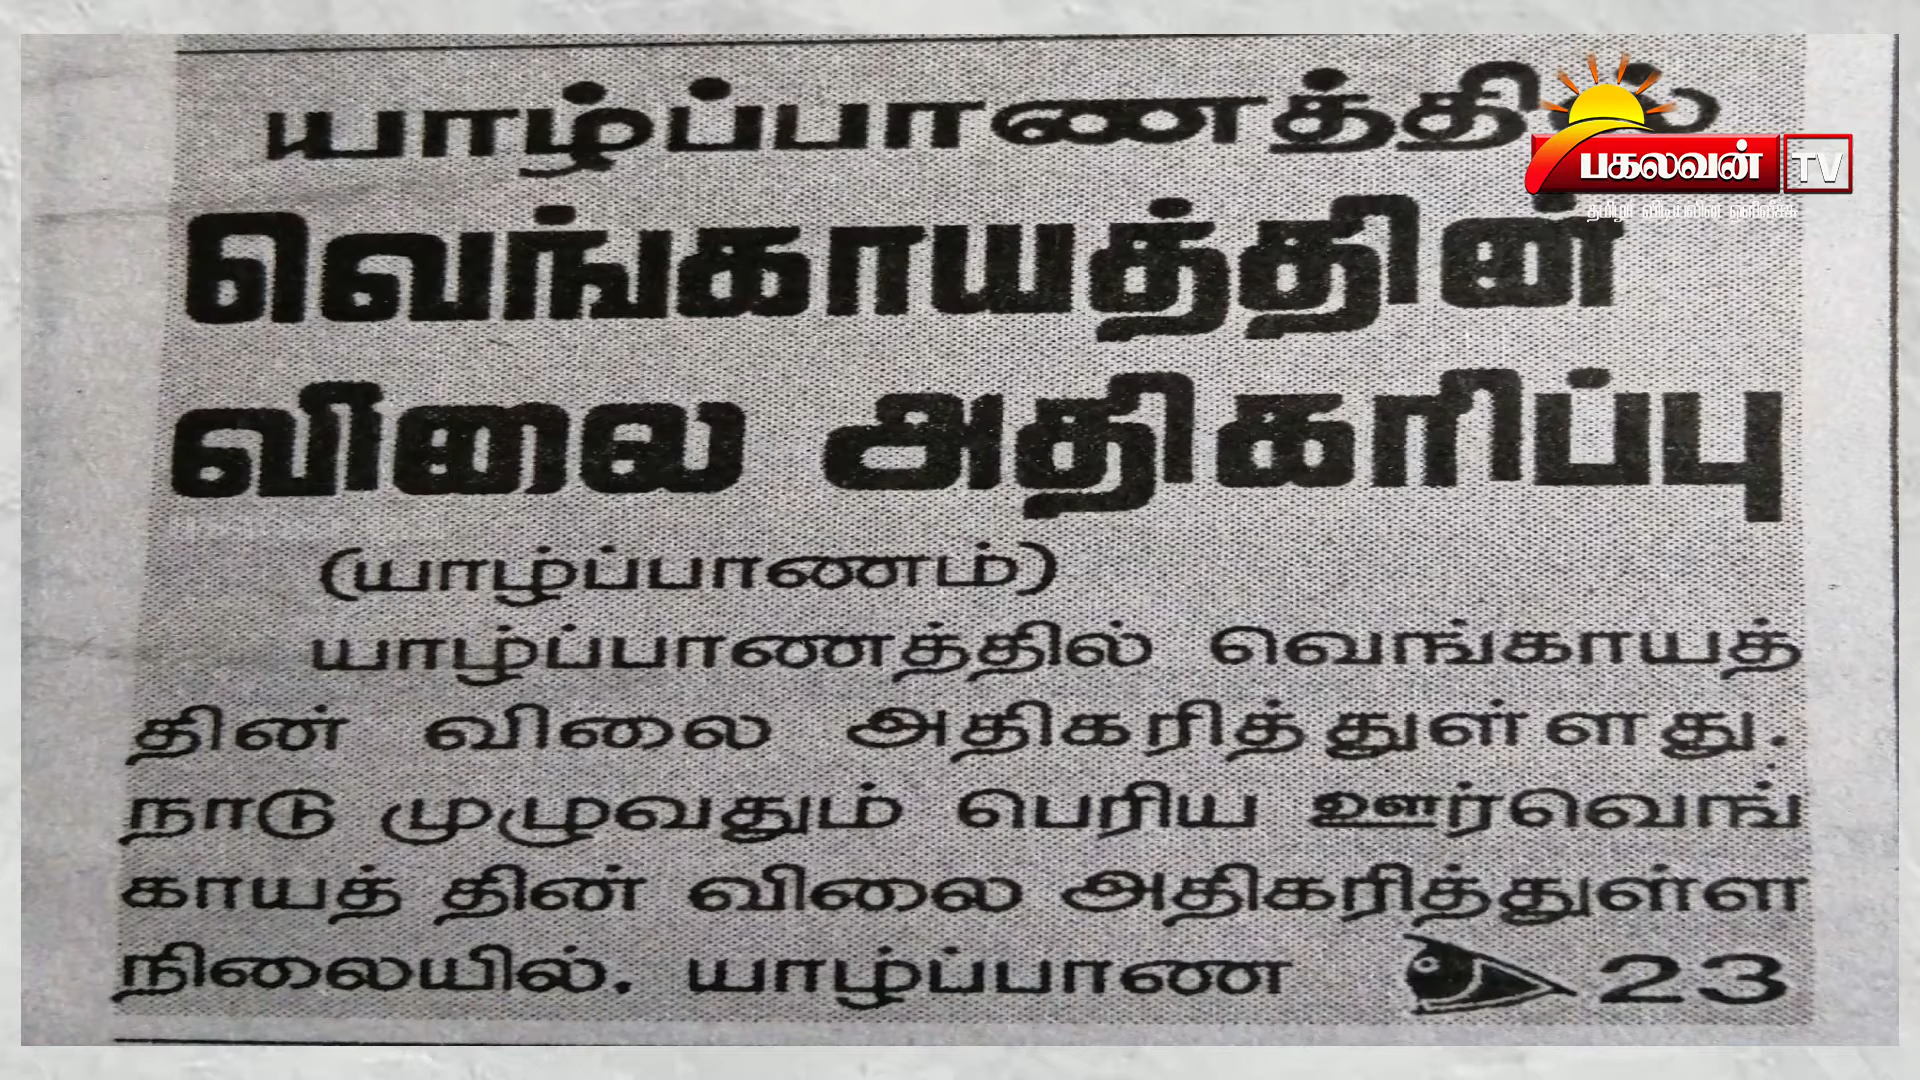 யாழ்ப்பாணத்தில்
வெங்காயத்தின்
விலை அதிகரிப்பு
(யாழ்ப்பாணம்)
யாழ்ப்பாணத்தில் வெங்காயத்
தின் விலை அதிகரித்துள்ளது.
நாடு முழுவதும் பெரிய ஊர்வெங்
காயத் தின் விலை அதிகரித்துள்ள
நிலையில். யாழ்ப்பாண 23
பகலவன் TV